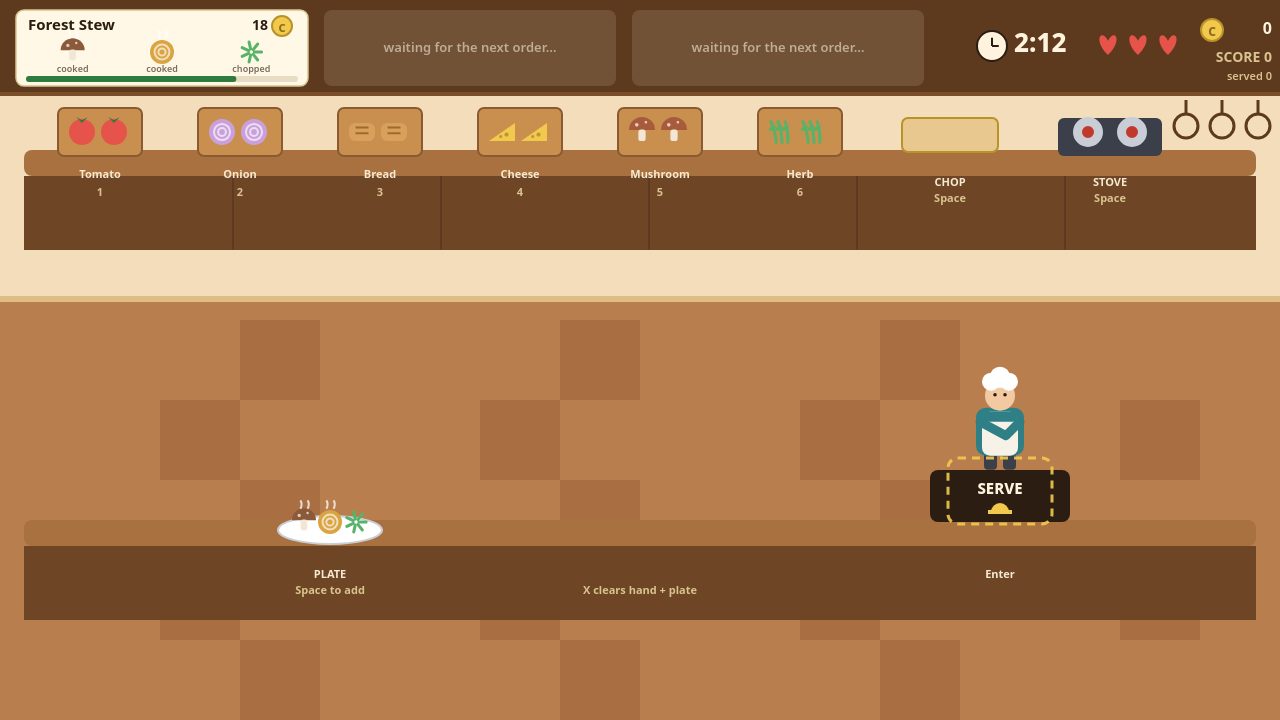 Forest Stew 18 c
cooked cooked chopped
waiting for the next order...
waiting for the next order...
2:12
c 0
SCORE 0
served 0
Tomato Onion Bread Cheese Mushroom Herb
1 2 3 4 5 6
CHOP STOVE
Space Space
SERVE
PLATE Enter
Space to add X clears hand + plate